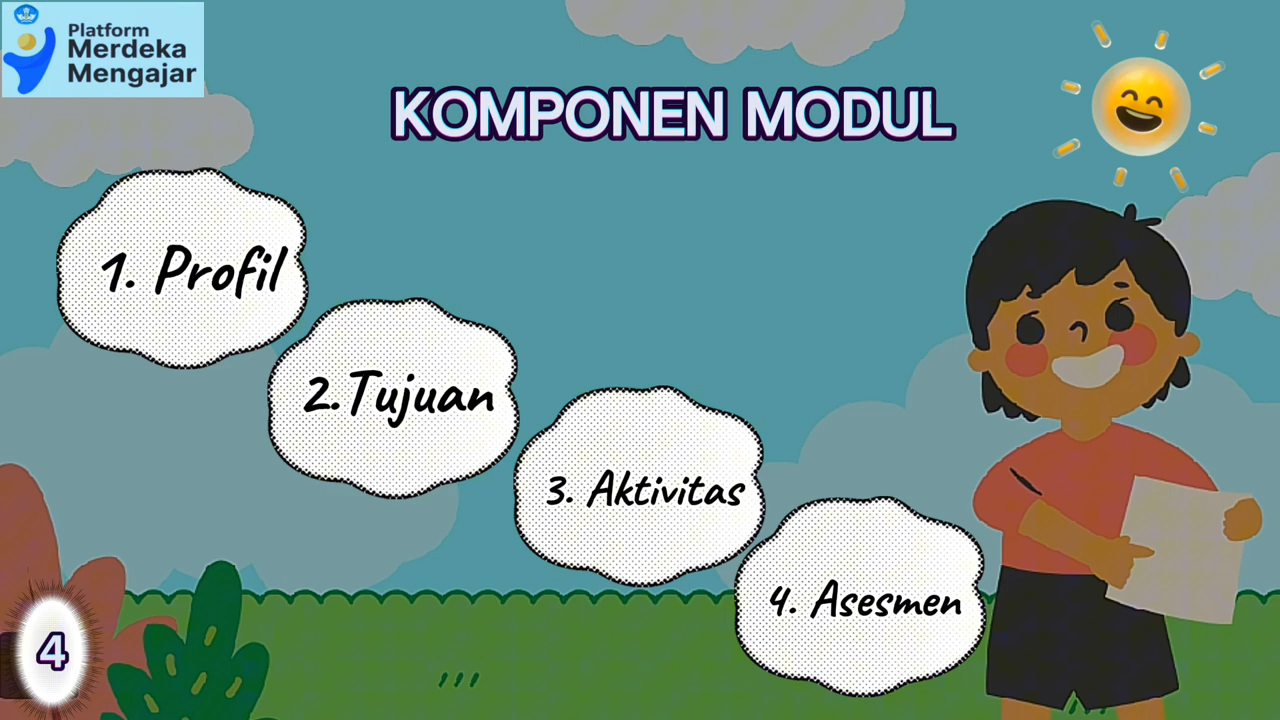 Platform
Merdeka
Mengajar
KOMPONEN MODUL
1. Profil
2.Tujuan
3. Aktivitas
4. Asesmen
4